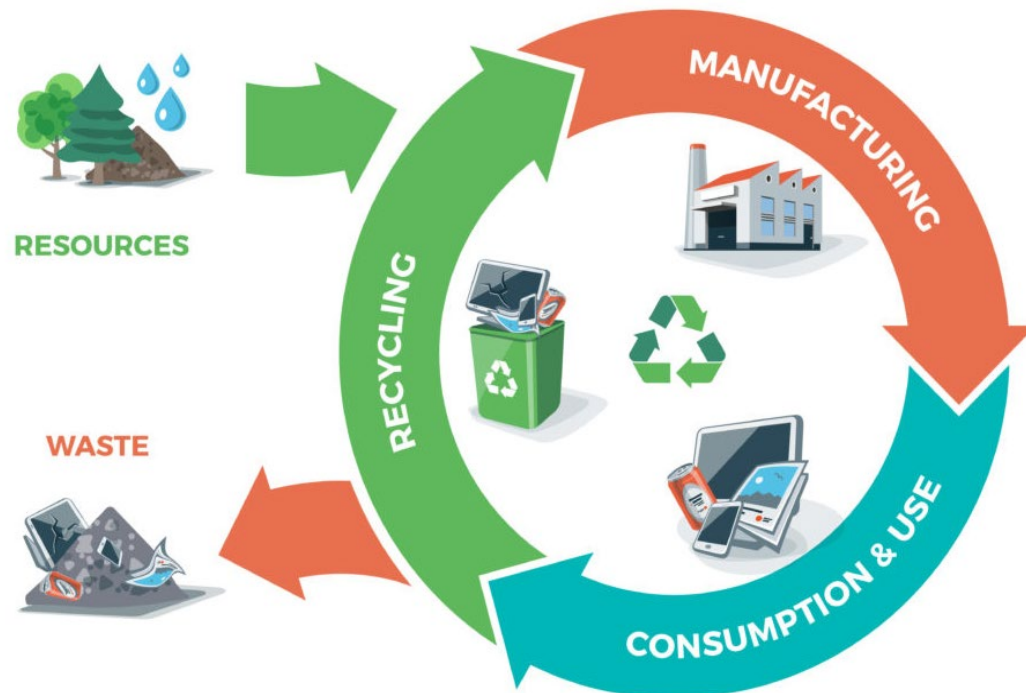 RESOURCES
WASTE
RECYCLING
MANUFACTURING
CONSUMPTION & USE